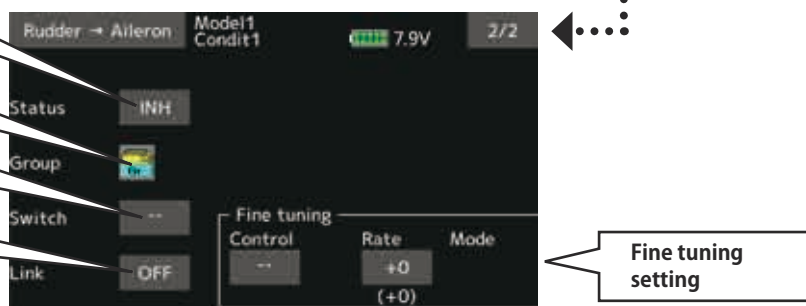 Rudder → Aileron
Model1
Condit1
7.9V
2/2
Status
INH
Group
Switch
--
Link
OFF
Fine tuning
Control
Rate
Mode
--
+0
(+0)
Fine tuning
setting